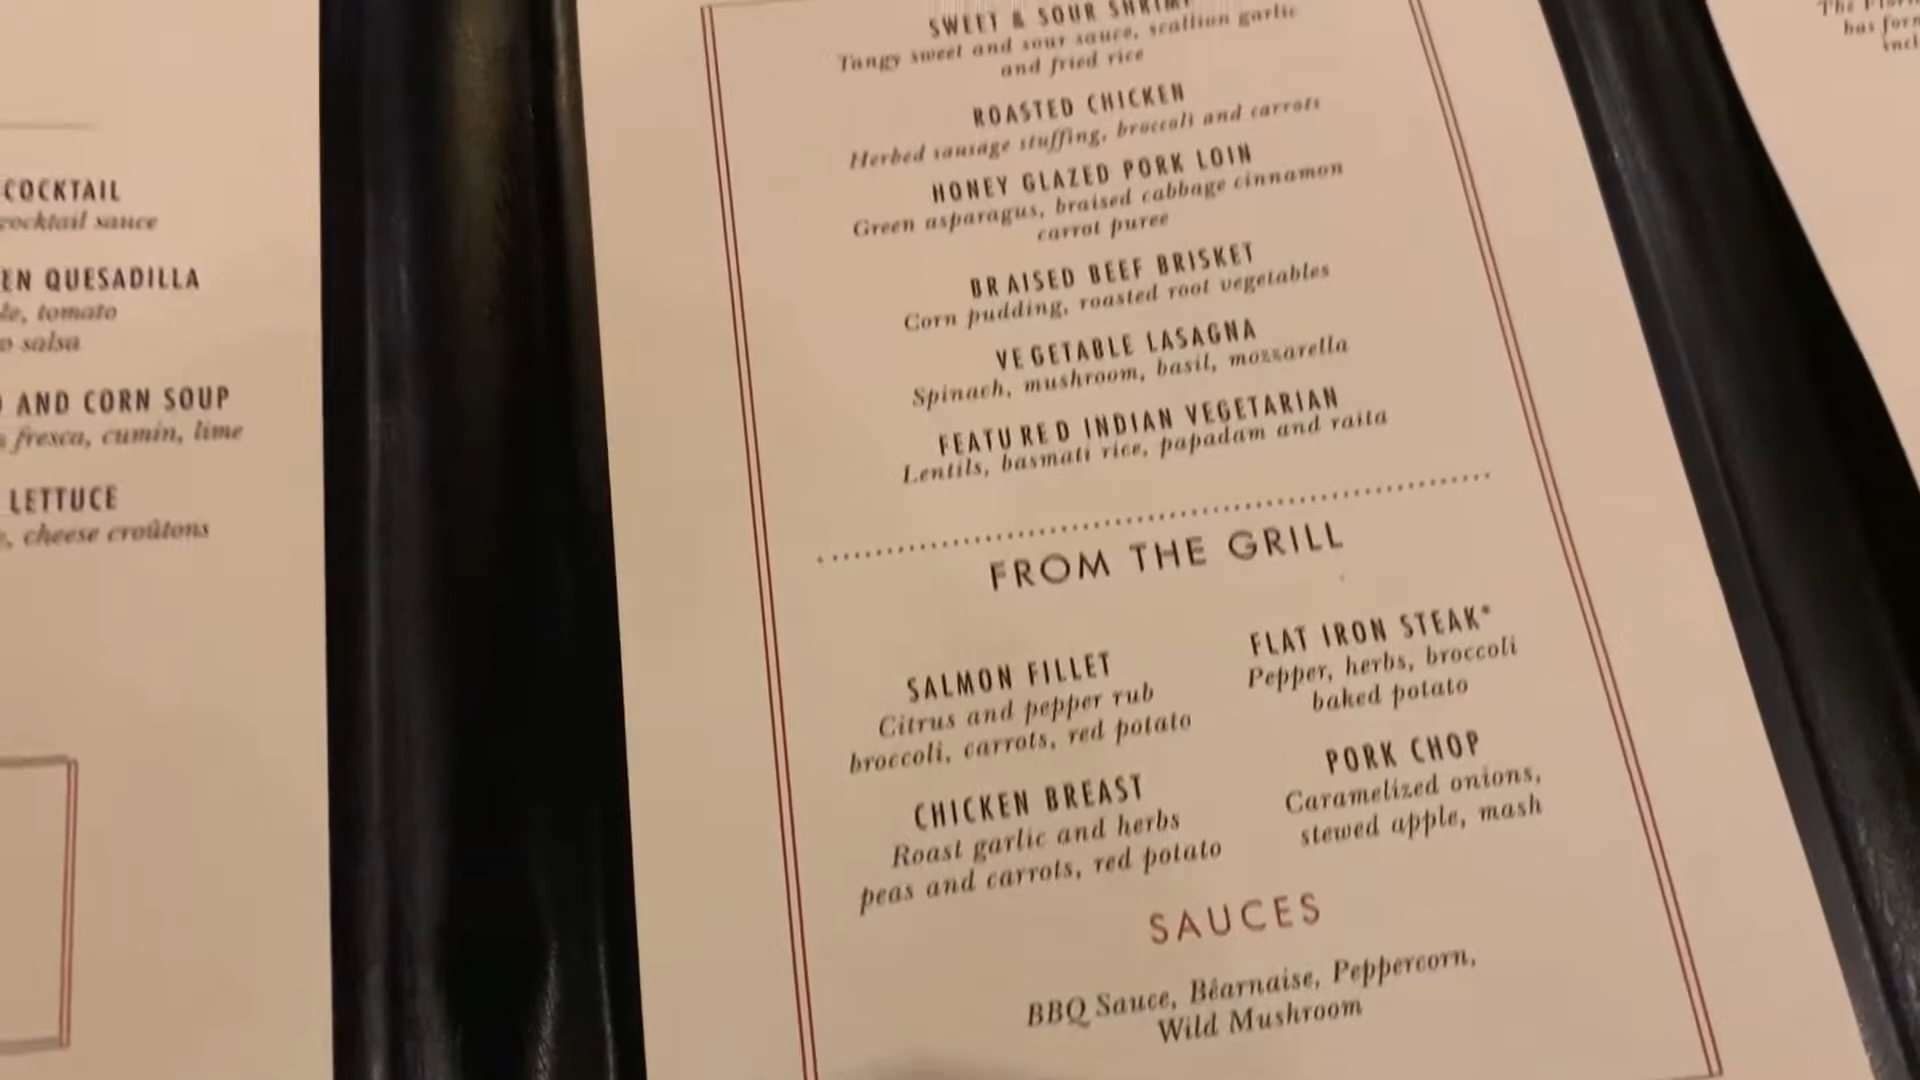 COCKTAIL
cocktail sauce
QUESADILLA
tomato
salsa
AND CORN SOUP
fresca, cumin, lime
LETTUCE
cheese croûtons
SWEET & SOUR SHRIMP
Tangy sweet and sour sauce, scallion garlic
and fried rice
ROASTED CHICKEN
Herbed sausage stuffing, broccoli and carrots
HONEY GLAZED PORK LOIN
Green asparagus, braised cabbage cinnamon
carrot puree
BRAISED BEEF BRISKET
Corn pudding, roasted root vegetables
VEGETABLE LASAGNA
Spinach, mushroom, basil, mozzarella
FEATURED INDIAN VEGETARIAN
Lentils, basmati rice, papadam and raita
FROM THE GRILL
SALMON FILLET
Citrus and pepper rub
broccoli, carrots, red potato
CHICKEN BREAST
Roast garlic and herbs
peas and carrots, red potato
FLAT IRON STEAK*
Pepper, herbs, broccoli
baked potato
PORK CHOP
Caramelized onions,
stewed apple, mash
SAUCES
BBQ Sauce, Béarnaise, Peppercorn,
Wild Mushroom
The
has